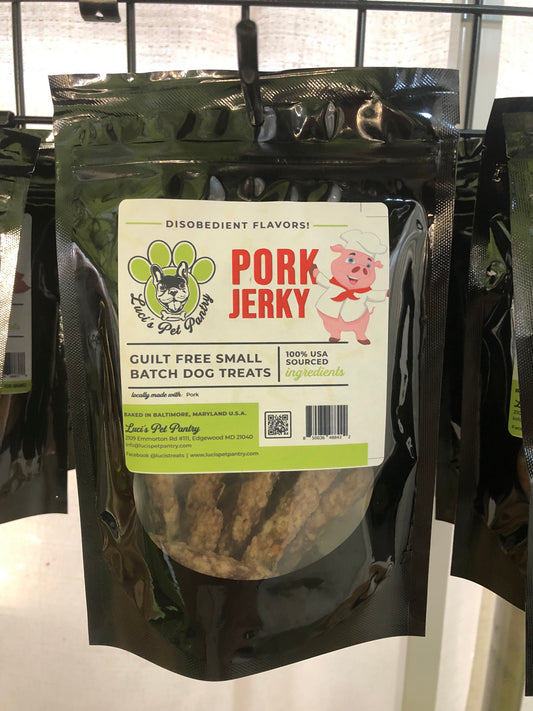 DISOBEDIENT FLAVORS!
Luci's Pet Pantry
PORK
JERKY
GUILT FREE SMALL
BATCH DOG TREATS
100% USA
SOURCED
ingredients
locally made with: Pork
BAKED IN BALTIMORE, MARYLAND U.S.A.
Luci's Pet Pantry
2109 Emmorton Rd #111, Edgewood MD 21040
info@lucispetpantry.com
Facebook @lucistreats | www.lucispetpantry.com